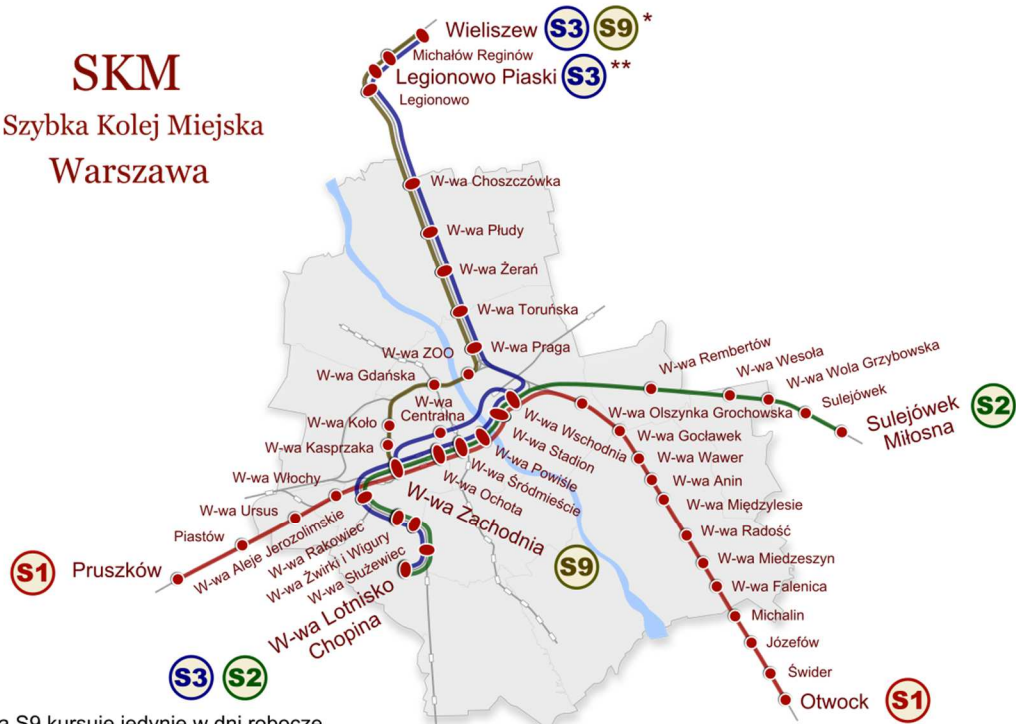 SKM
Szybka Kolej Miejska
Warszawa
Wieliszew S3 S9 *
Michałów Reginów
Legionowo Piaski S3 **
Legionowo
W-wa Choszczówka
W-wa Płudy
W-wa Żerań
W-wa Toruńska
W-wa Praga
W-wa ZOO
W-wa Gdańska
W-wa Koło
W-wa Kasprzaka
W-wa
Centralna
W-wa Rembertów
W-wa Wesoła
W-wa Wola Grzybowska
Sulejówek
Sulejówek
Miłosna
S2
W-wa Olszynka Grochowska
W-wa Gocławek
W-wa Wawer
W-wa Anin
W-wa Międzylesie
W-wa Radość
W-wa Miedzeszyn
W-wa Falenica
Michalin
Józefów
Świder
Otwock S1
W-wa Wschodnia
W-wa Stadion
W-wa Powiśle
W-wa Śródmieście
W-wa Ochota
W-wa Zachodnia
S9
W-wa Włochy
W-wa Ursus
Piastów
S1 Pruszków
W-wa Aleje Jerozolimskie
W-wa Rakowiec
W-wa Żwirki i Wigury
W-wa Służewiec
W-wa Lotnisko
Chopina
S3 S2
a S9 kursuje jedynie w dni robocze